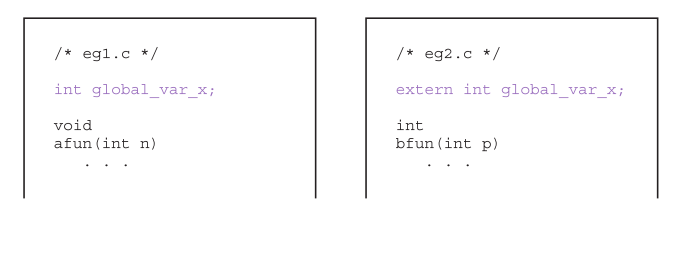 /* eg1.c */
int global_var_x;
void
afun(int n)
. . .
/* eg2.c */
extern int global_var_x;
int
bfun(int p)
. . .